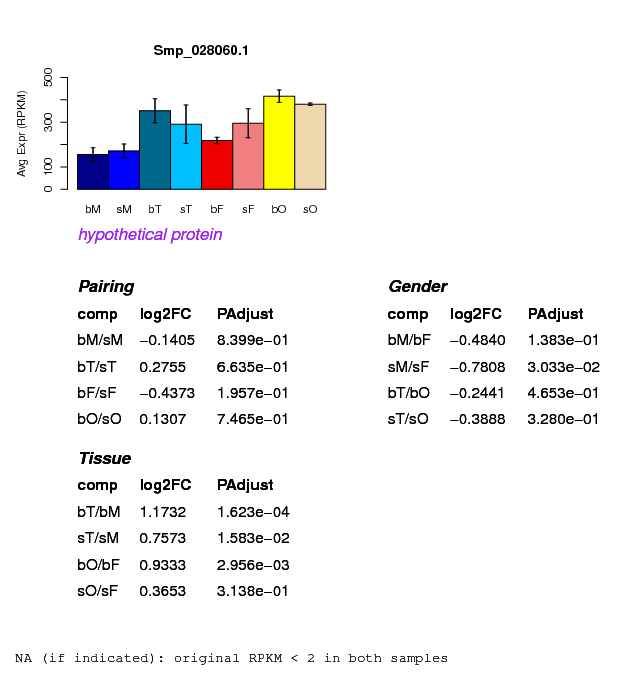 Smp_028060.1
Avg Expr (RPKM)
500
300
100
0
bM sM bT sT bF sF bO sO
hypothetical protein
Pairing
comp log2FC PAdjust
bM/sM −0.1405 8.399e−01
bT/sT 0.2755 6.635e−01
bF/sF −0.4373 1.957e−01
bO/sO 0.1307 7.465e−01
Gender
comp log2FC PAdjust
bM/bF −0.4840 1.383e−01
sM/sF −0.7808 3.033e−02
bT/bO −0.2441 4.653e−01
sT/sO −0.3888 3.280e−01
Tissue
comp log2FC PAdjust
bT/bM 1.1732 1.623e−04
sT/sM 0.7573 1.583e−02
bO/bF 0.9333 2.956e−03
sO/sF 0.3653 3.138e−01
NA (if indicated): original RPKM < 2 in both samples